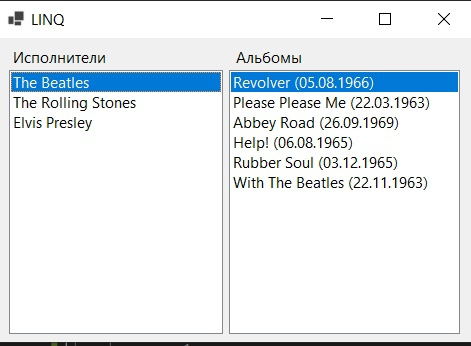 LINQ
Исполнители
The Beatles
The Rolling Stones
Elvis Presley
Альбомы
Revolver (05.08.1966)
Please Please Me (22.03.1963)
Abbey Road (26.09.1969)
Help! (06.08.1965)
Rubber Soul (03.12.1965)
With The Beatles (22.11.1963)